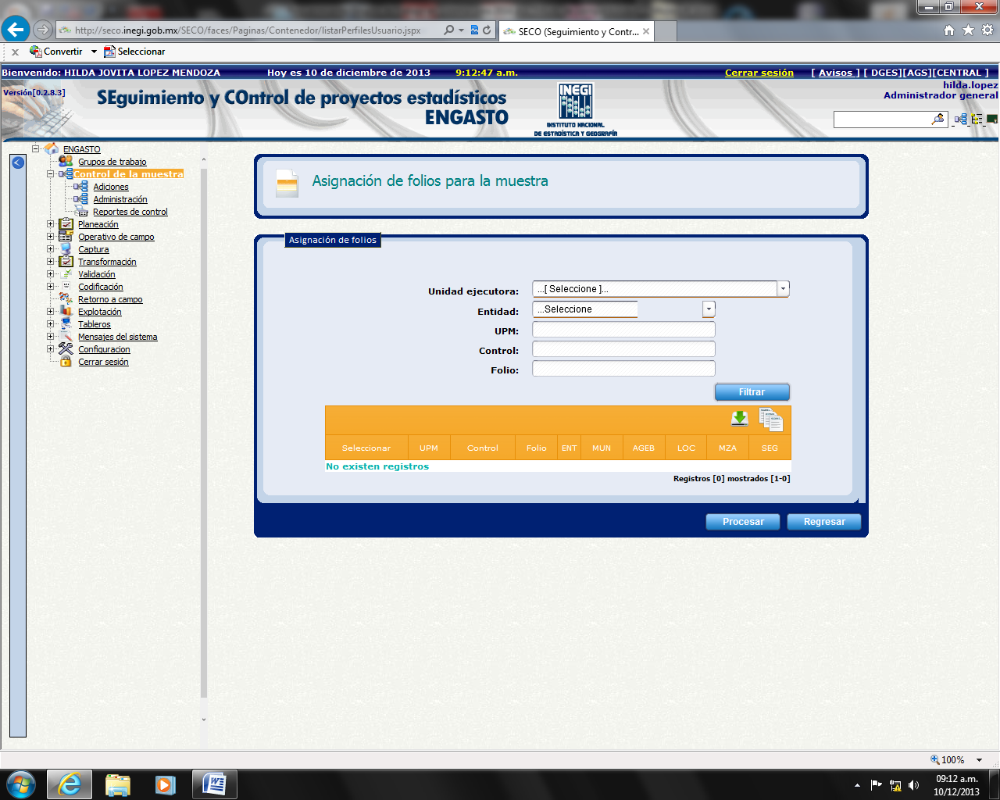 http://seco.inegi.gob.mx/SECO/faces/Paginas/Contenedor/listarPerfilesUsuario.jspx
SECO (Seguimiento y Contr...
x Convertir Seleccionar
Bienvenido: HILDA JOVITA LOPEZ MENDOZA Hoy es 10 de diciembre de 2013 9:12:47 a.m. Cerrar sesión [ Avisos ] [ DGES][AGS][CENTRAL ]
hilda.lopez
Administrador general
Versión[0.2.8.3]
SEguimiento y COntrol de proyectos estadísticos
ENGASTO
INEGI
INSTITUTO NACIONAL
DE ESTADÍSTICA Y GEOGRAFÍA
ENGASTO
Grupos de trabajo
Control de la muestra
Adiciones
Administración
Reportes de control
Planeación
Operativo de campo
Captura
Transformación
Validación
Codificación
Retorno a campo
Explotación
Tableros
Mensajes del sistema
Configuracion
Cerrar sesión
Asignación de folios para la muestra
Asignación de folios
Unidad ejecutora: ...[ Seleccione ]...
Entidad: ...Seleccione
UPM:
Control:
Folio:
Filtrar
Seleccionar UPM Control Folio ENT MUN AGEB LOC MZA SEG
No existen registros
Registros [0] mostrados [1-0]
Procesar Regresar
100%
09:12 a.m.
10/12/2013